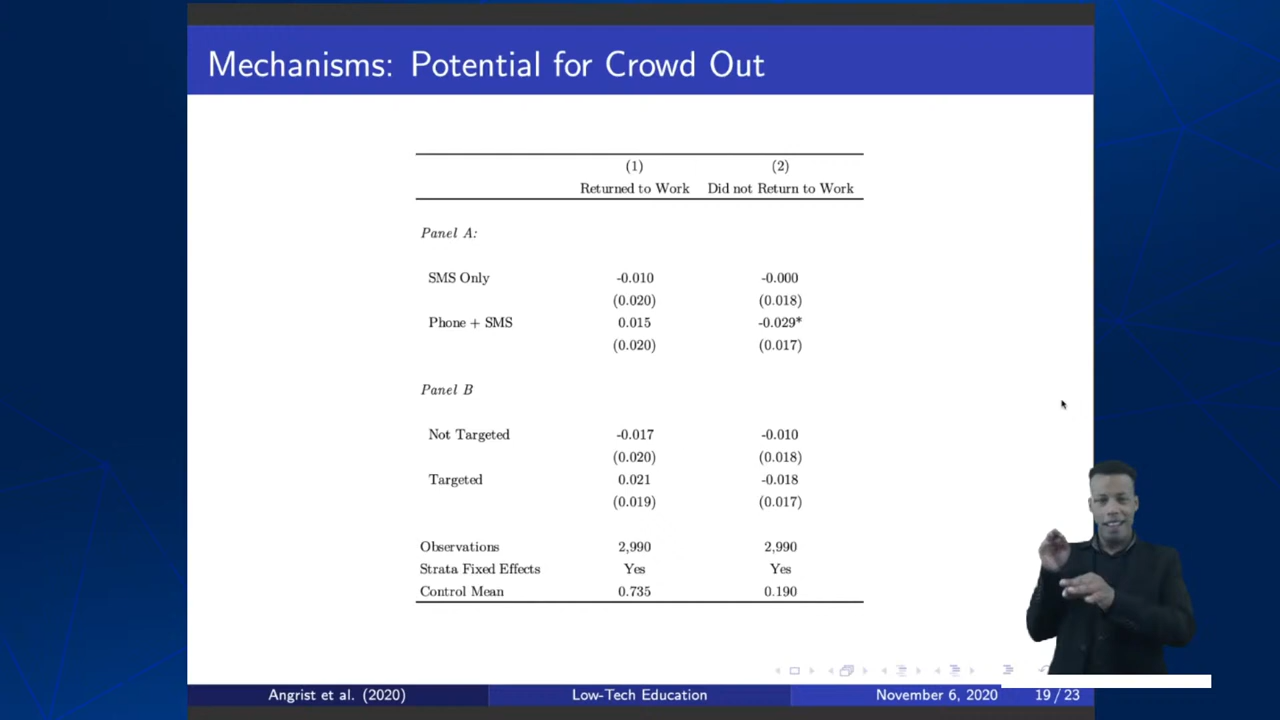 Mechanisms: Potential for Crowd Out
(1) (2)
Returned to Work Did not Return to Work
Panel A:
SMS Only -0.010 -0.000
(0.020) (0.018)
Phone + SMS 0.015 -0.029*
(0.020) (0.017)
Panel B
Not Targeted -0.017 -0.010
(0.020) (0.018)
Targeted 0.021 -0.018
(0.019) (0.017)
Observations 2,990 2,990
Strata Fixed Effects Yes Yes
Control Mean 0.735 0.190
Angrist et al. (2020) Low-Tech Education November 6, 2020 19 / 23